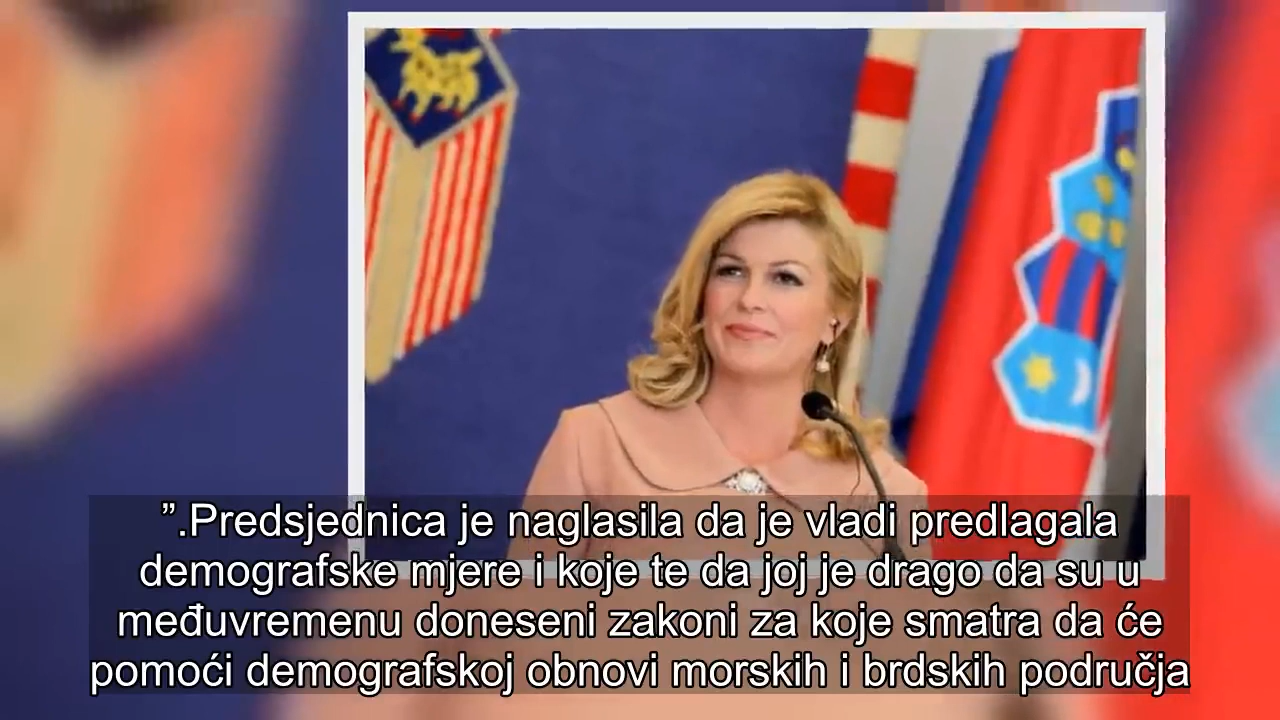 ”.Predsjednica je naglasila da je vladi predlagala
demografske mjere i koje te da joj je drago da su u
međuvremenu doneseni zakoni za koje smatra da će
pomoći demografskoj obnovi morskih i brdskih područja